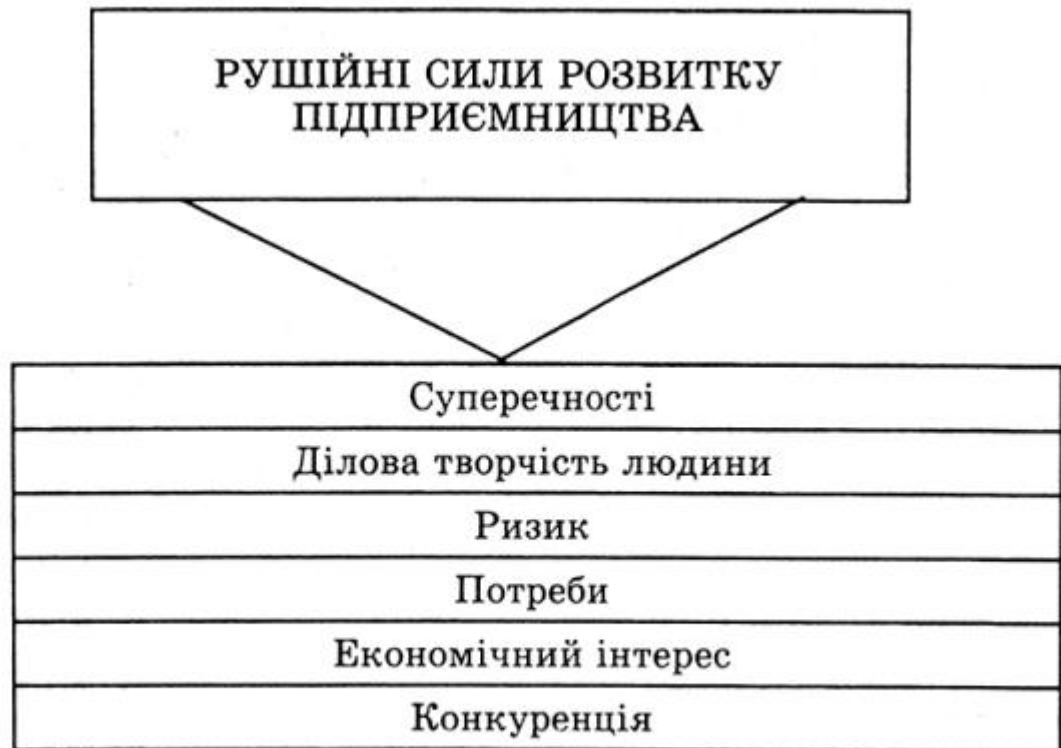 РУШІЙНІ СИЛИ РОЗВИТКУ
ПІДПРИЄМНИЦТВА
Суперечності
Ділова творчість людини
Ризик
Потреби
Економічний інтерес
Конкуренція